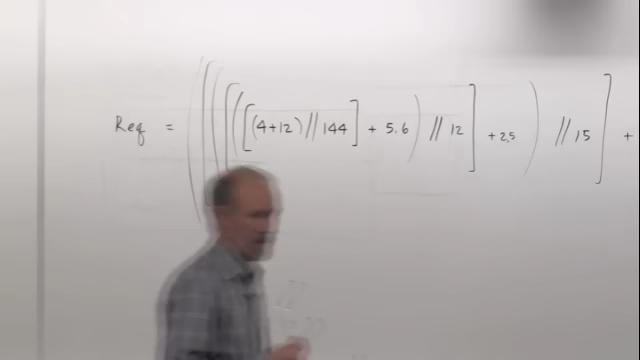 Req = ((([(([(4+12)//144] + 5.6) // 12] + 2.5) // 15] +